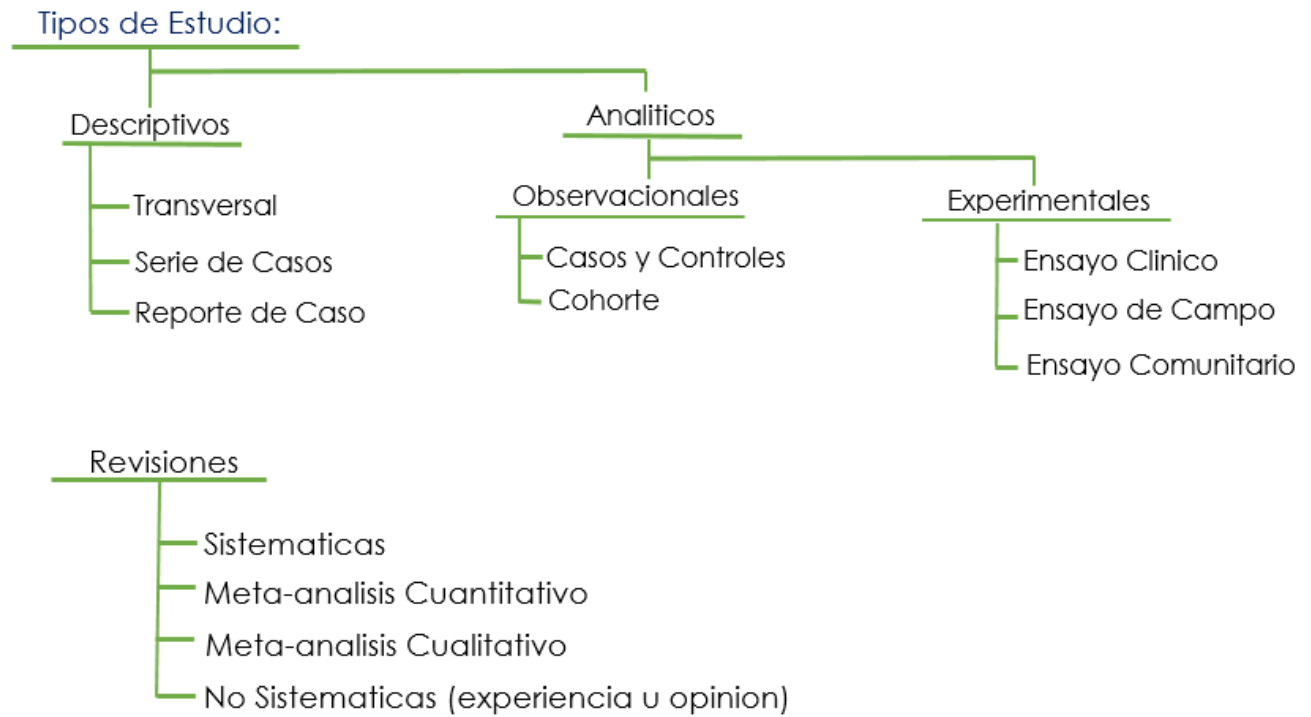 Tipos de Estudio:
Descriptivos
Transversal
Serie de Casos
Reporte de Caso
Analiticos
Observacionales
Casos y Controles
Cohorte
Experimentales
Ensayo Clinico
Ensayo de Campo
Ensayo Comunitario
Revisiones
Sistematicas
Meta-analisis Cuantitativo
Meta-analisis Cualitativo
No Sistematicas (experiencia u opinion)